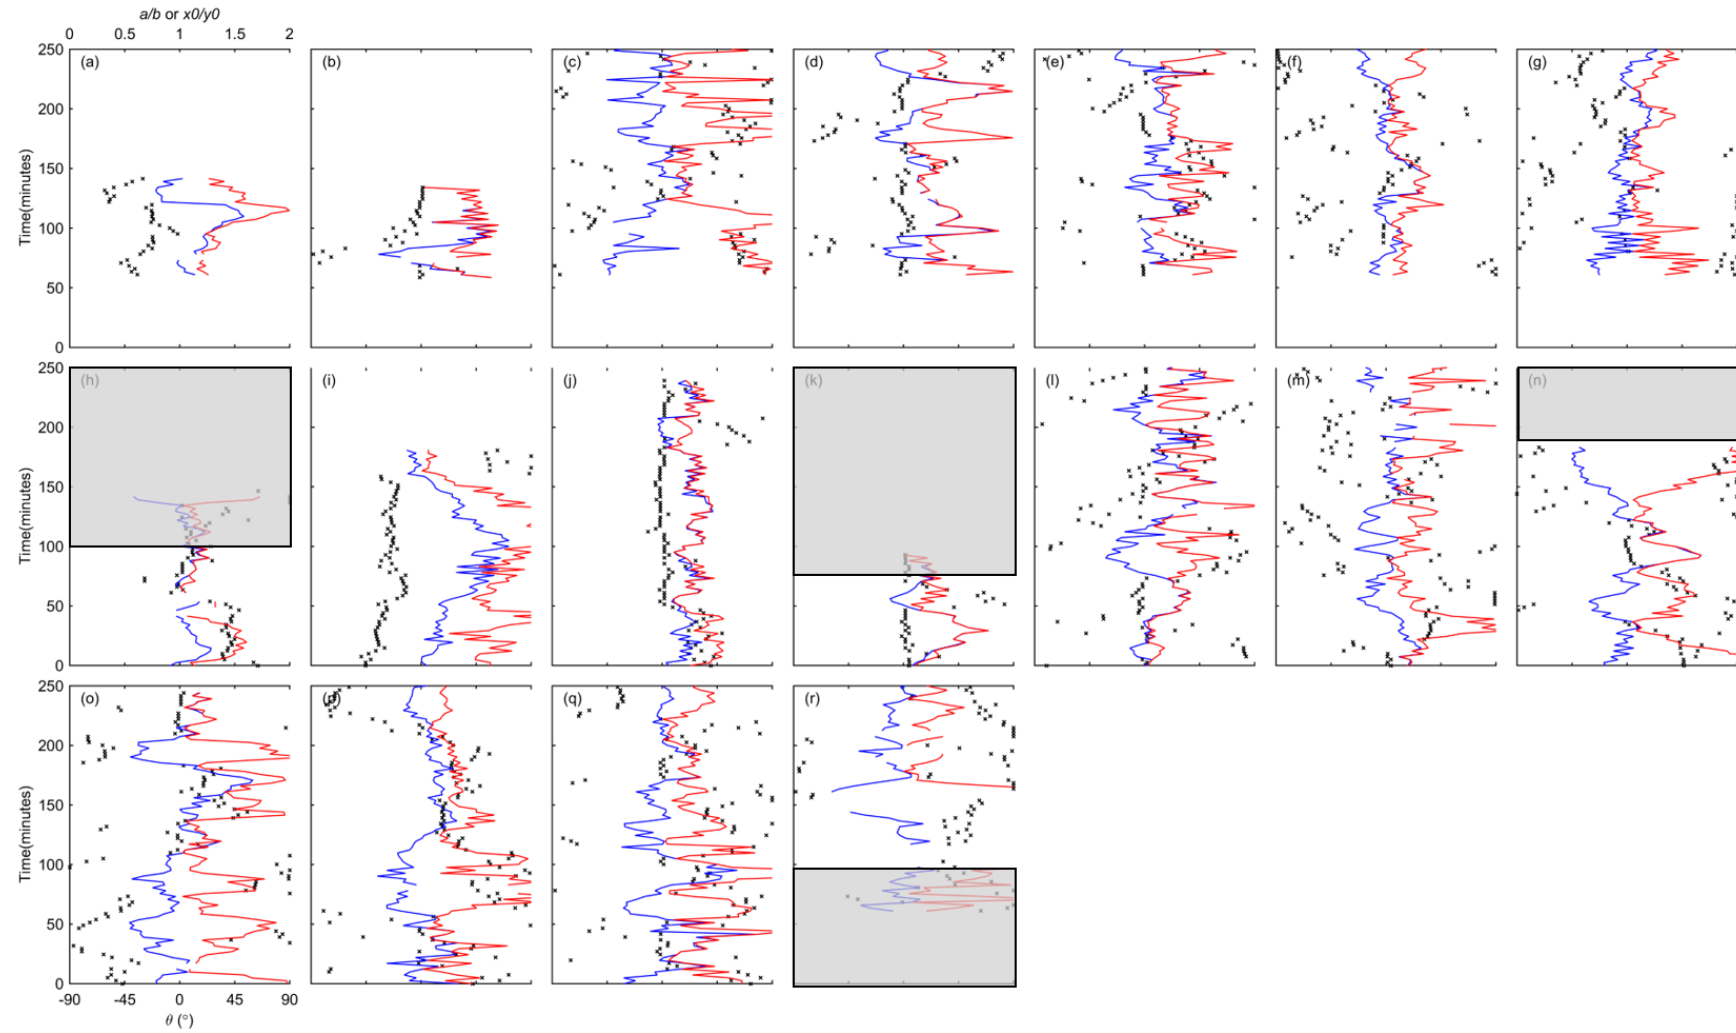 a/b or x0/y0
0 0.5 1 1.5 2
250 (a) (b) (c) (d) (e) (f) (g)
200
150
100
50
0
Time(minutes)
250 (h) (i) (j) (k) (l) (m) (n)
200
150
100
50
0
Time(minutes)
250 (o) (p) (q) (r)
200
150
100
50
0
Time(minutes)
-90 -45 0 45 90
θ (°)